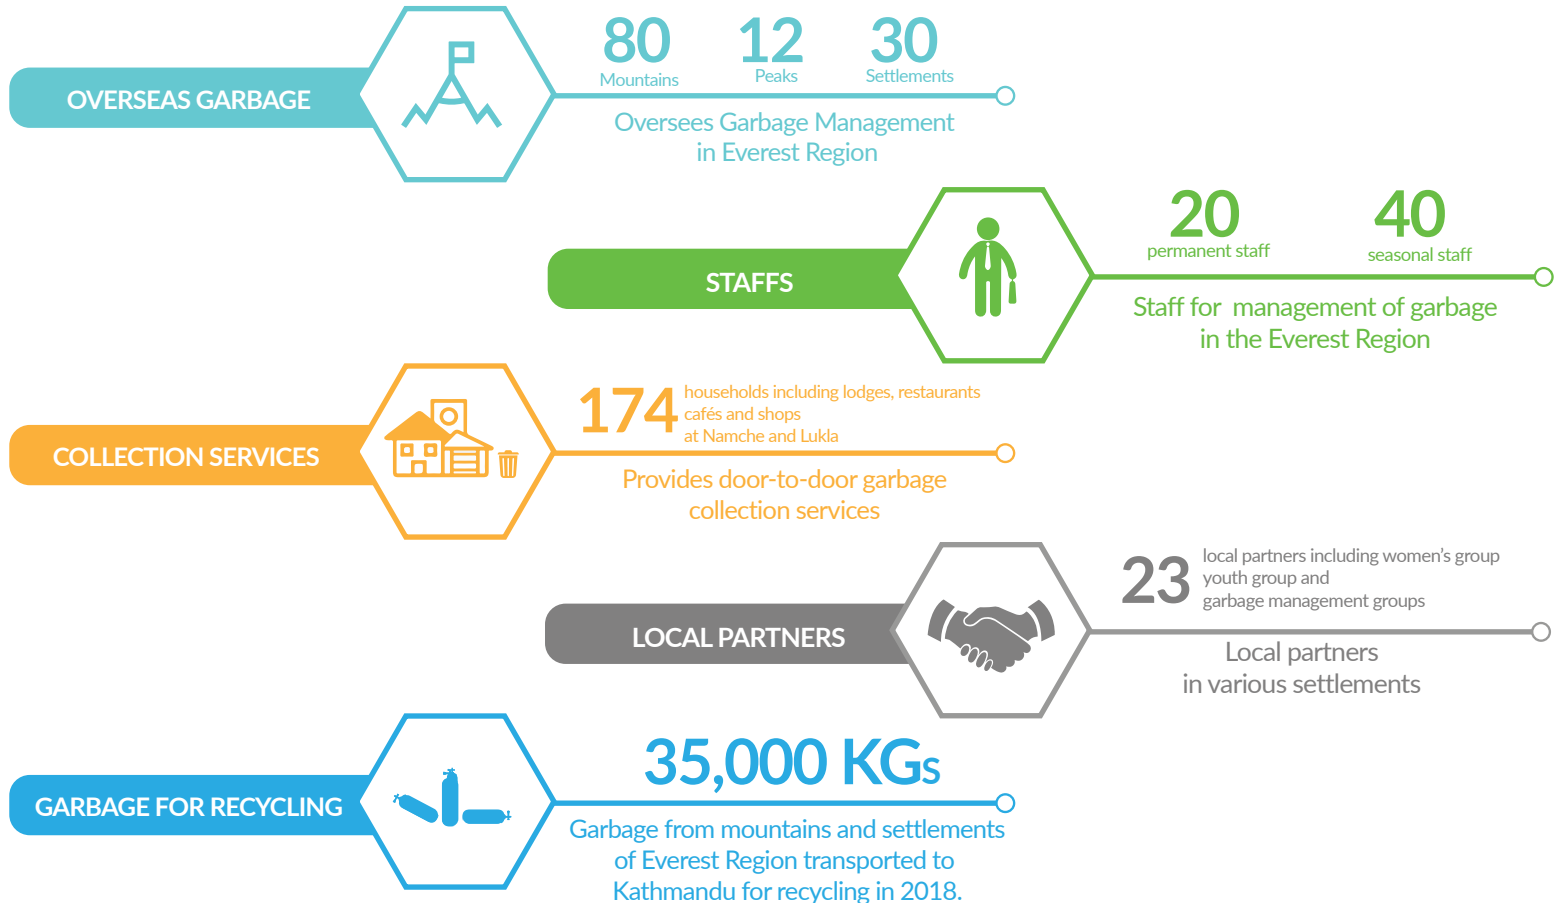 OVERSEAS GARBAGE
80 12 30
Mountains Peaks Settlements
Oversees Garbage Management
in Everest Region
STAFFS
20 40
permanent staff seasonal staff
Staff for management of garbage
in the Everest Region
COLLECTION SERVICES
174
households including lodges, restaurants
cafés and shops
at Namche and Lukla
Provides door-to-door garbage
collection services
LOCAL PARTNERS
23
local partners including women's group
youth group and
garbage management groups
Local partners
in various settlements
GARBAGE FOR RECYCLING
35,000 KGs
Garbage from mountains and settlements
of Everest Region transported to
Kathmandu for recycling in 2018.